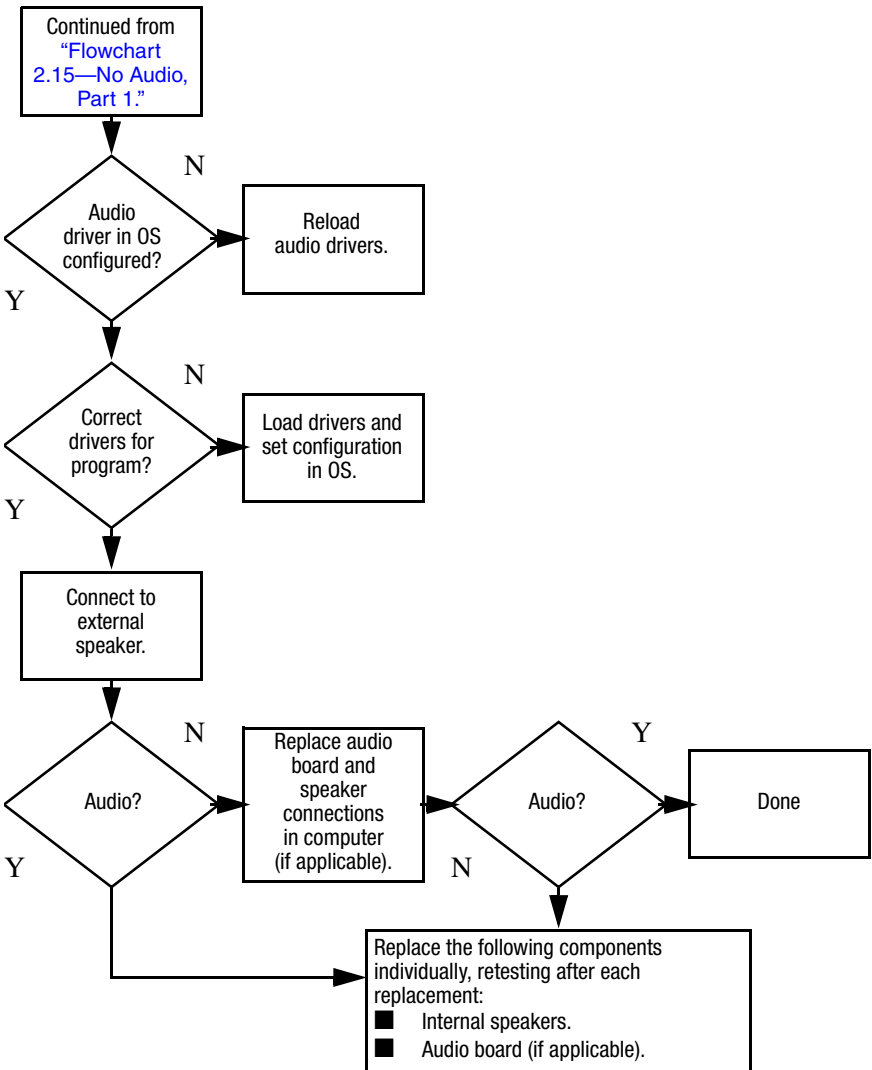 Continued from
“Flowchart
2.15—No Audio,
Part 1.”
N
Audio
driver in OS
configured?
Reload
audio drivers.
Y
N
Correct
drivers for
program?
Load drivers and
set configuration
in OS.
Y
Connect to
external
speaker.
N
Audio?
Replace audio
board and
speaker
connections
in computer
(if applicable).
Y
Audio?
Y
Done
N
Replace the following components
individually, retesting after each
replacement:
■ Internal speakers.
■ Audio board (if applicable).